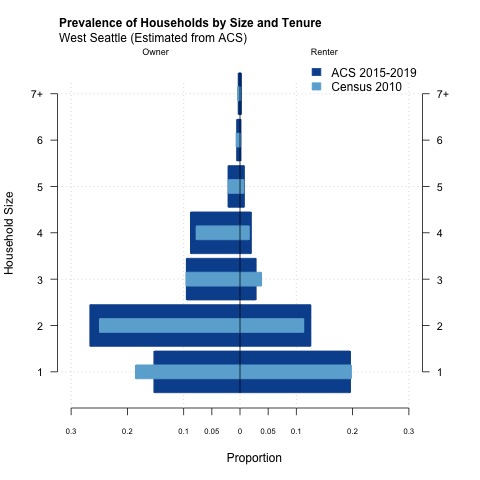 Prevalence of Households by Size and Tenure
West Seattle (Estimated from ACS)
Owner
Renter
ACS 2015-2019
Census 2010
7+ 7+
6 6
5 5
4 4
3 3
2 2
1 1
Household Size
0.3 0.2 0.1 0.05 0 0.05 0.1 0.2 0.3
Proportion